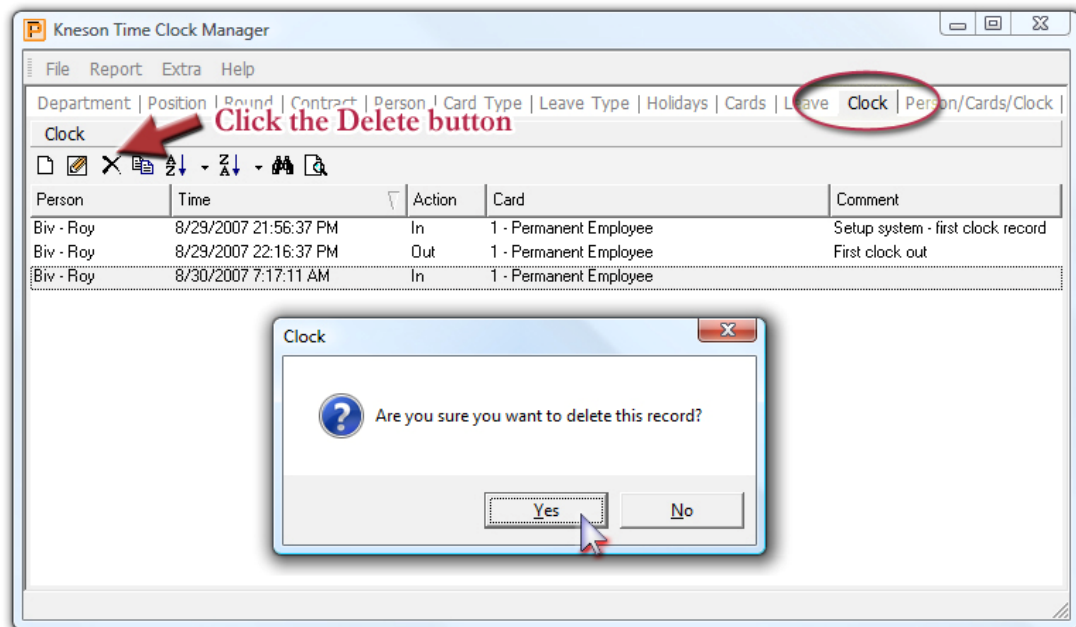 Kneson Time Clock Manager
File Report Extra Help
Department | Position | Round | Contract | Person | Card Type | Leave Type | Holidays | Cards | Leave Clock | Person/Cards/Clock |
Click the Delete button
Clock
Person Time Action Card Comment
Biv - Roy 8/29/2007 21:56:37 PM In 1 - Permanent Employee Setup system - first clock record
Biv - Roy 8/29/2007 22:16:37 PM Out 1 - Permanent Employee First clock out
Biv - Roy 8/30/2007 7:17:11 AM In 1 - Permanent Employee
Clock
Are you sure you want to delete this record?
Yes No